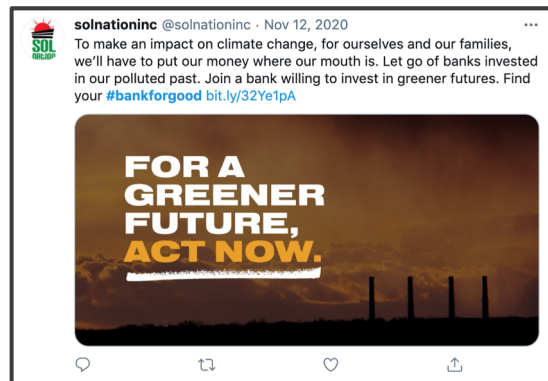 solnationinc @solnationinc · Nov 12, 2020
To make an impact on climate change, for ourselves and our families,
we'll have to put our money where our mouth is. Let go of banks invested
in our polluted past. Join a bank willing to invest in greener futures. Find
your #bankforgood bit.ly/32Ye1pA
SOL
NATION
FOR A
GREENER
FUTURE,
ACT NOW.